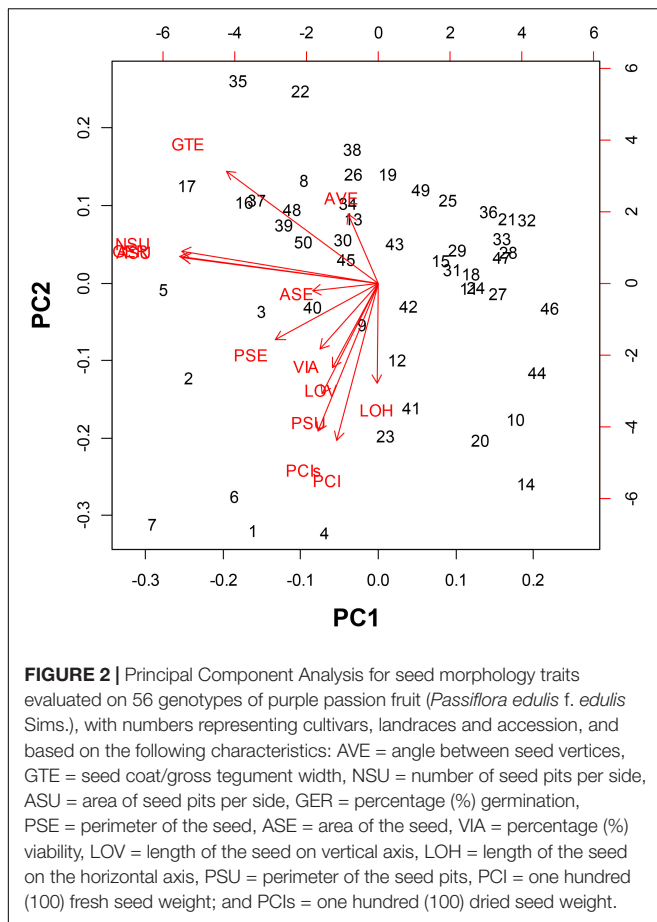 -6 -4 -2 0 2 4
35
22
6
0.2
GTE
38
4
17
8
26
19
0.1
16
37
48
34
AVE
49
25
36
2
39
13
21
32
NSU
50
30
43
33
ASU
45
29
28
47
15
31
18
PC2
0.0
5
ASE
24
27
0
3
40
42
46
9
PSE
-0.1
VIA
12
-2
2
LOV
44
LOH
41
PSU
10
-0.2
23
20
-4
PCIs
PCI
14
6
-6
-0.3
7
1
4
-0.3 -0.2 -0.1 0.0 0.1 0.2
PC1
FIGURE 2 | Principal Component Analysis for seed morphology traits
evaluated on 56 genotypes of purple passion fruit (Passiflora edulis f. edulis
Sims.), with numbers representing cultivars, landraces and accession, and
based on the following characteristics: AVE = angle between seed vertices,
GTE = seed coat/gross tegument width, NSU = number of seed pits per side,
ASU = area of seed pits per side, GER = percentage (%) germination,
PSE = perimeter of the seed, ASE = area of the seed, VIA = percentage (%)
viability, LOV = length of the seed on vertical axis, LOH = length of the seed
on the horizontal axis, PSU = perimeter of the seed pits, PCI = one hundred
(100) fresh seed weight; and PCIs = one hundred (100) dried seed weight.